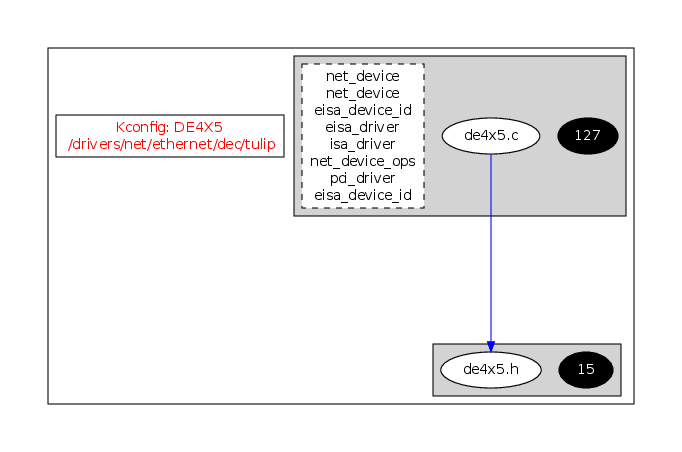 Kconfig: DE4X5
/drivers/net/ethernet/dec/tulip
net_device
net_device
eisa_device_id
eisa_driver
isa_driver
net_device_ops
pci_driver
eisa_device_id
de4x5.c
127
de4x5.h
15